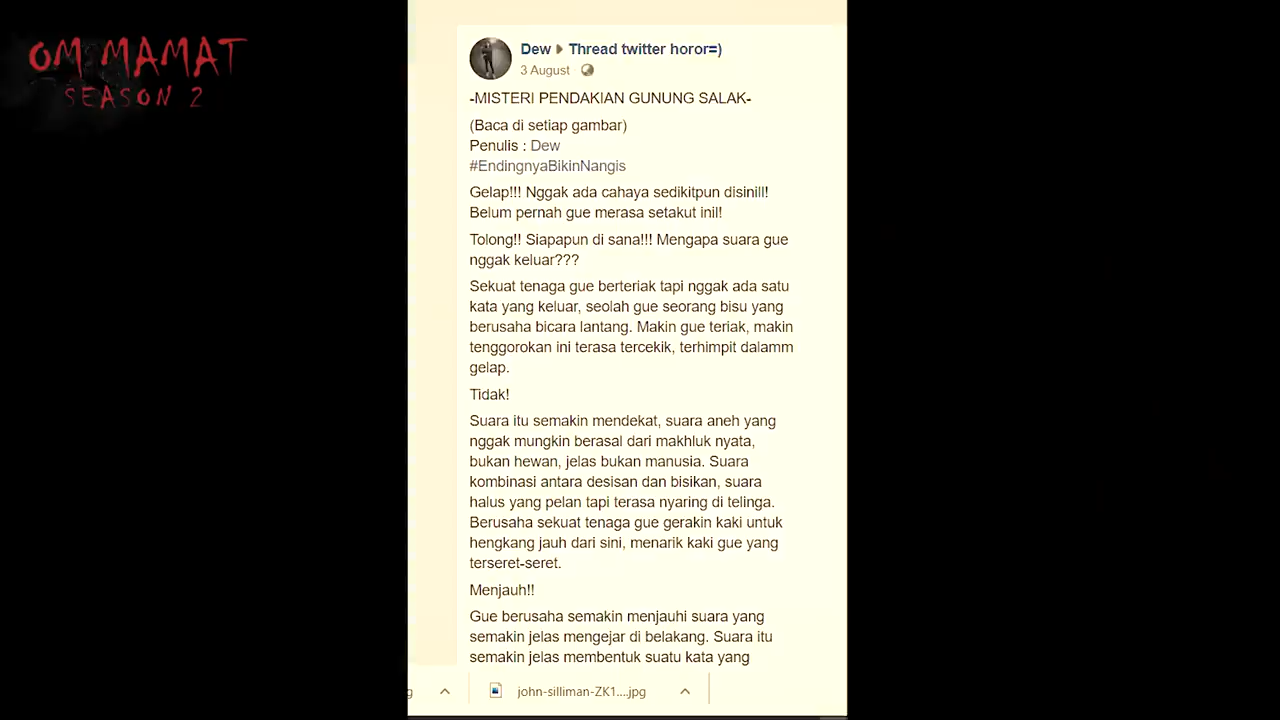 OM MAMAT
SEASON 2
Dew Thread twitter horor=)
3 August
-MISTERI PENDAKIAN GUNUNG SALAK-
(Baca di setiap gambar)
Penulis : Dew
#EndingnyaBikinNangis
Gelap!!! Nggak ada cahaya sedikitpun disinill!
Belum pernah gue merasa setakut inil!
Tolong!! Siapapun di sana!!! Mengapa suara gue
nggak keluar???
Sekuat tenaga gue berteriak tapi nggak ada satu
kata yang keluar, seolah gue seorang bisu yang
berusaha bicara lantang. Makin gue teriak, makin
tenggorokan ini terasa tercekik, terhimpit dalamm
gelap.
Tidak!
Suara itu semakin mendekat, suara aneh yang
nggak mungkin berasal dari makhluk nyata,
bukan hewan, jelas bukan manusia. Suara
kombinasi antara desisan dan bisikan, suara
halus yang pelan tapi terasa nyaring di telinga.
Berusaha sekuat tenaga gue gerakin kaki untuk
hengkang jauh dari sini, menarik kaki gue yang
terseret-seret.
Menjauh!!
Gue berusaha semakin menjauhi suara yang
semakin jelas mengejar di belakang. Suara itu
semakin jelas membentuk suatu kata yang
g
john-silliman-ZK1....jpg